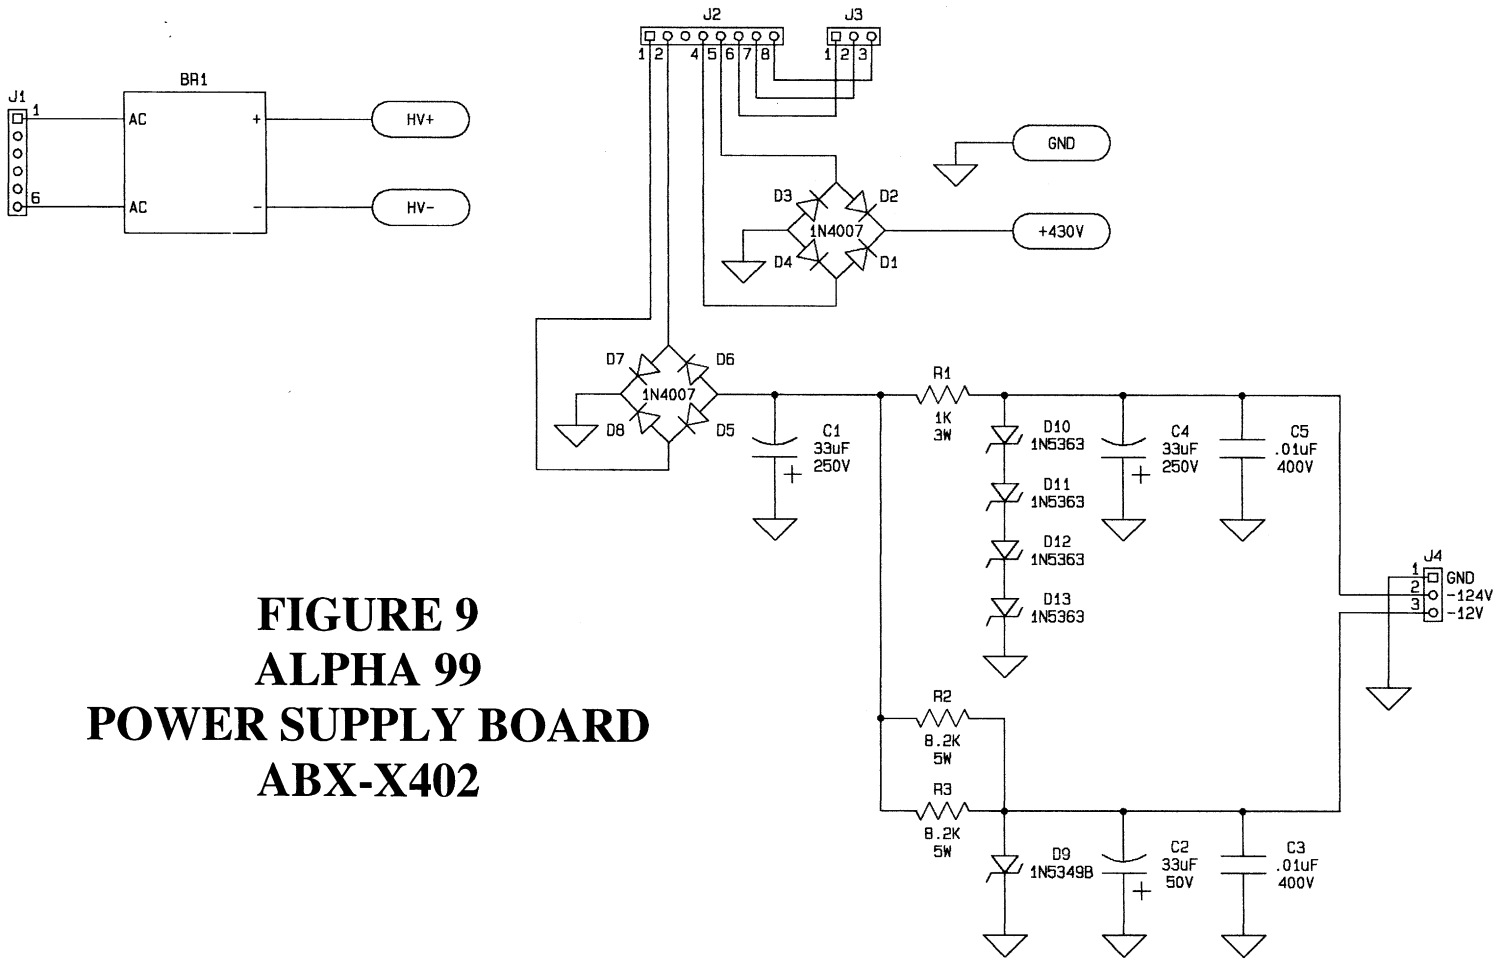 J2
J3
1 2 4 5 6 7 8
1 2 3
BR1
J1
1
AC
+
HV+
6
AC
-
HV-
GND
D3
D2
1N4007
+430V
D4
D1
D7
D6
1N4007
D8
D5
C1
33uF
250V
+
R1
1K
3W
D10
1N5363
D11
1N5363
D12
1N5363
D13
1N5363
C4
33uF
250V
+
C5
.01uF
400V
J4
1 GND
2 -124V
3 -12V
R2
8.2K
5W
R3
8.2K
5W
D9
1N5349B
C2
33uF
50V
+
C3
.01uF
400V
FIGURE 9
ALPHA 99
POWER SUPPLY BOARD
ABX-X402